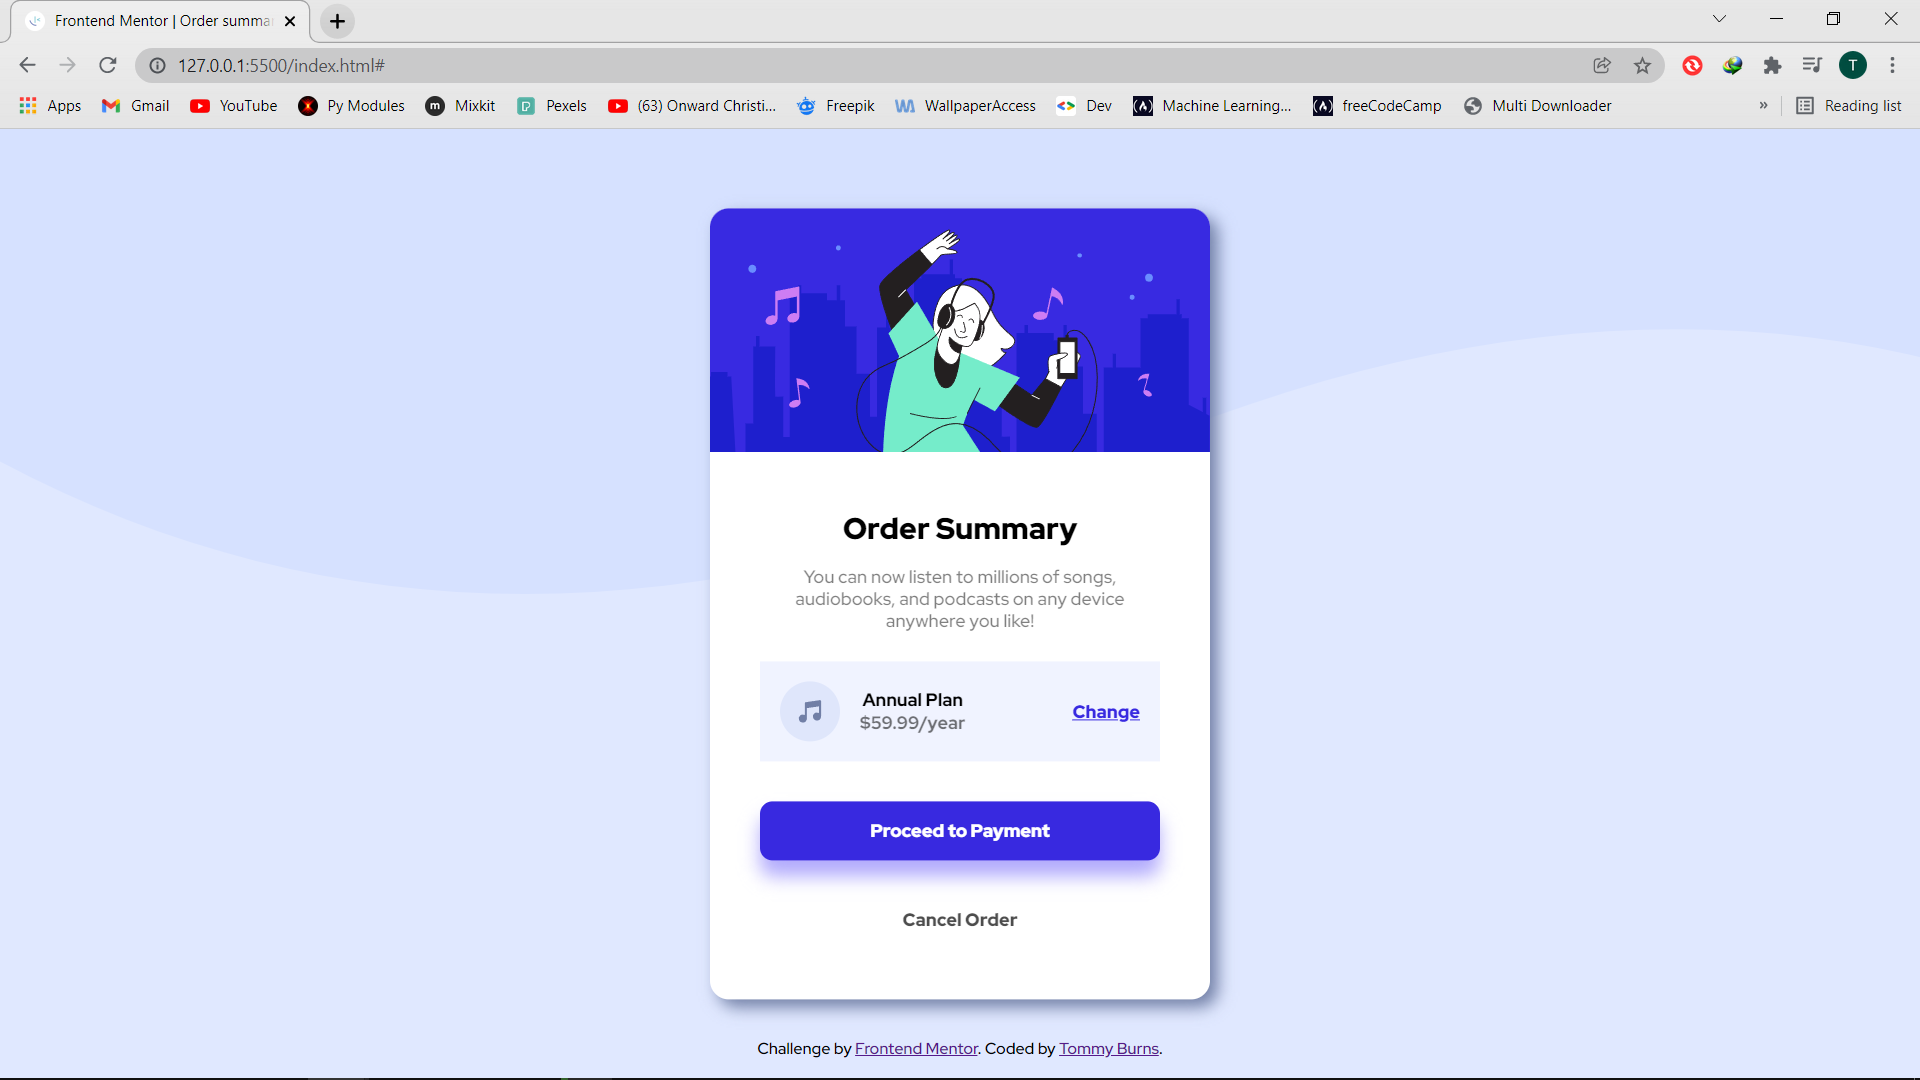 Frontend Mentor | Order summa
127.0.0.1:5500/index.html#
T
Apps Gmail YouTube Py Modules m Mixkit Pexels (63) Onward Christi... Freepik WallpaperAccess Dev Machine Learning... freeCodeCamp Multi Downloader » Reading list
Order Summary
You can now listen to millions of songs,
audiobooks, and podcasts on any device
anywhere you like!
Annual Plan
$59.99/year
Change
Proceed to Payment
Cancel Order
Challenge by Frontend Mentor. Coded by Tommy Burns.